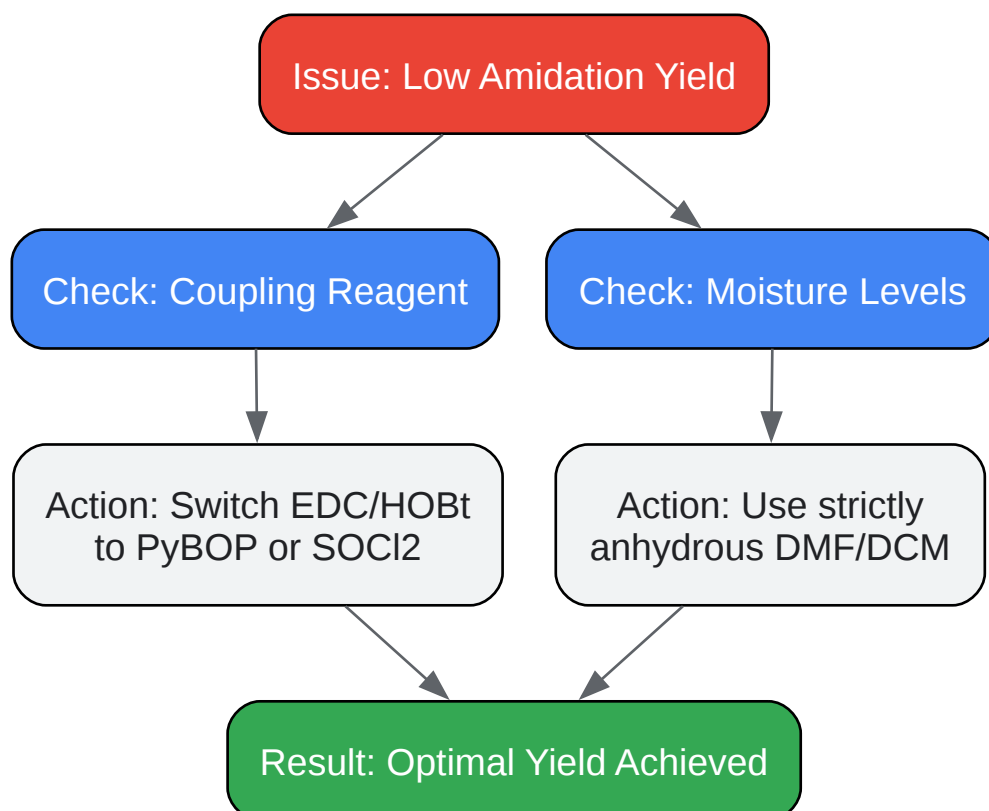 Issue: Low Amidation Yield
Check: Coupling Reagent
Check: Moisture Levels
Action: Switch EDC/HOBt
to PyBOP or SOCl2
Action: Use strictly
anhydrous DMF/DCM
Result: Optimal Yield Achieved